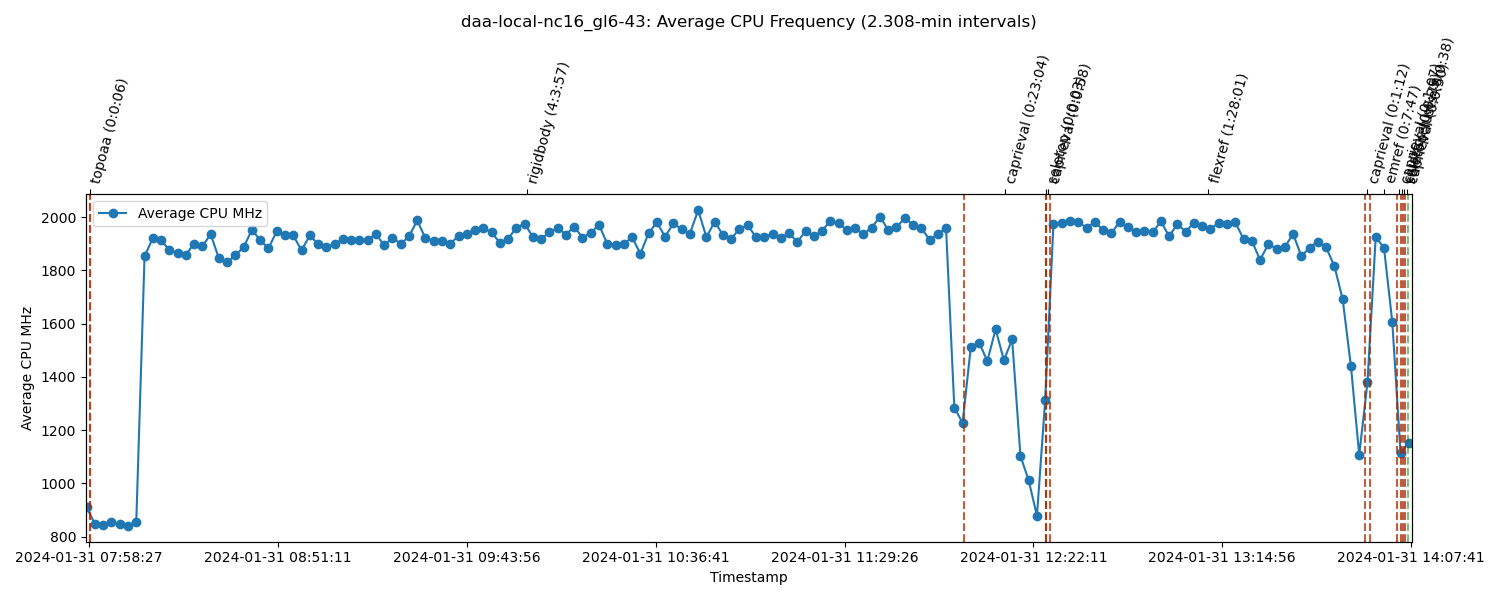 daa-local-nc16_gl6-43: Average CPU Frequency (2.308-min intervals)
topoaa (0:0:06)
rigidbody (4:3:57)
caprieval (0:23:04)
caprieval (0:0:58)
flexref (1:28:01)
caprieval (0:1:12)
emref (0:7:47)
Average CPU MHz
2000
1800
1600
1400
1200
1000
800
Average CPU MHz
2024-01-31 07:58:27
2024-01-31 08:51:11
2024-01-31 09:43:56
2024-01-31 10:36:41
2024-01-31 11:29:26
2024-01-31 12:22:11
2024-01-31 13:14:56
2024-01-31 14:07:41
Timestamp